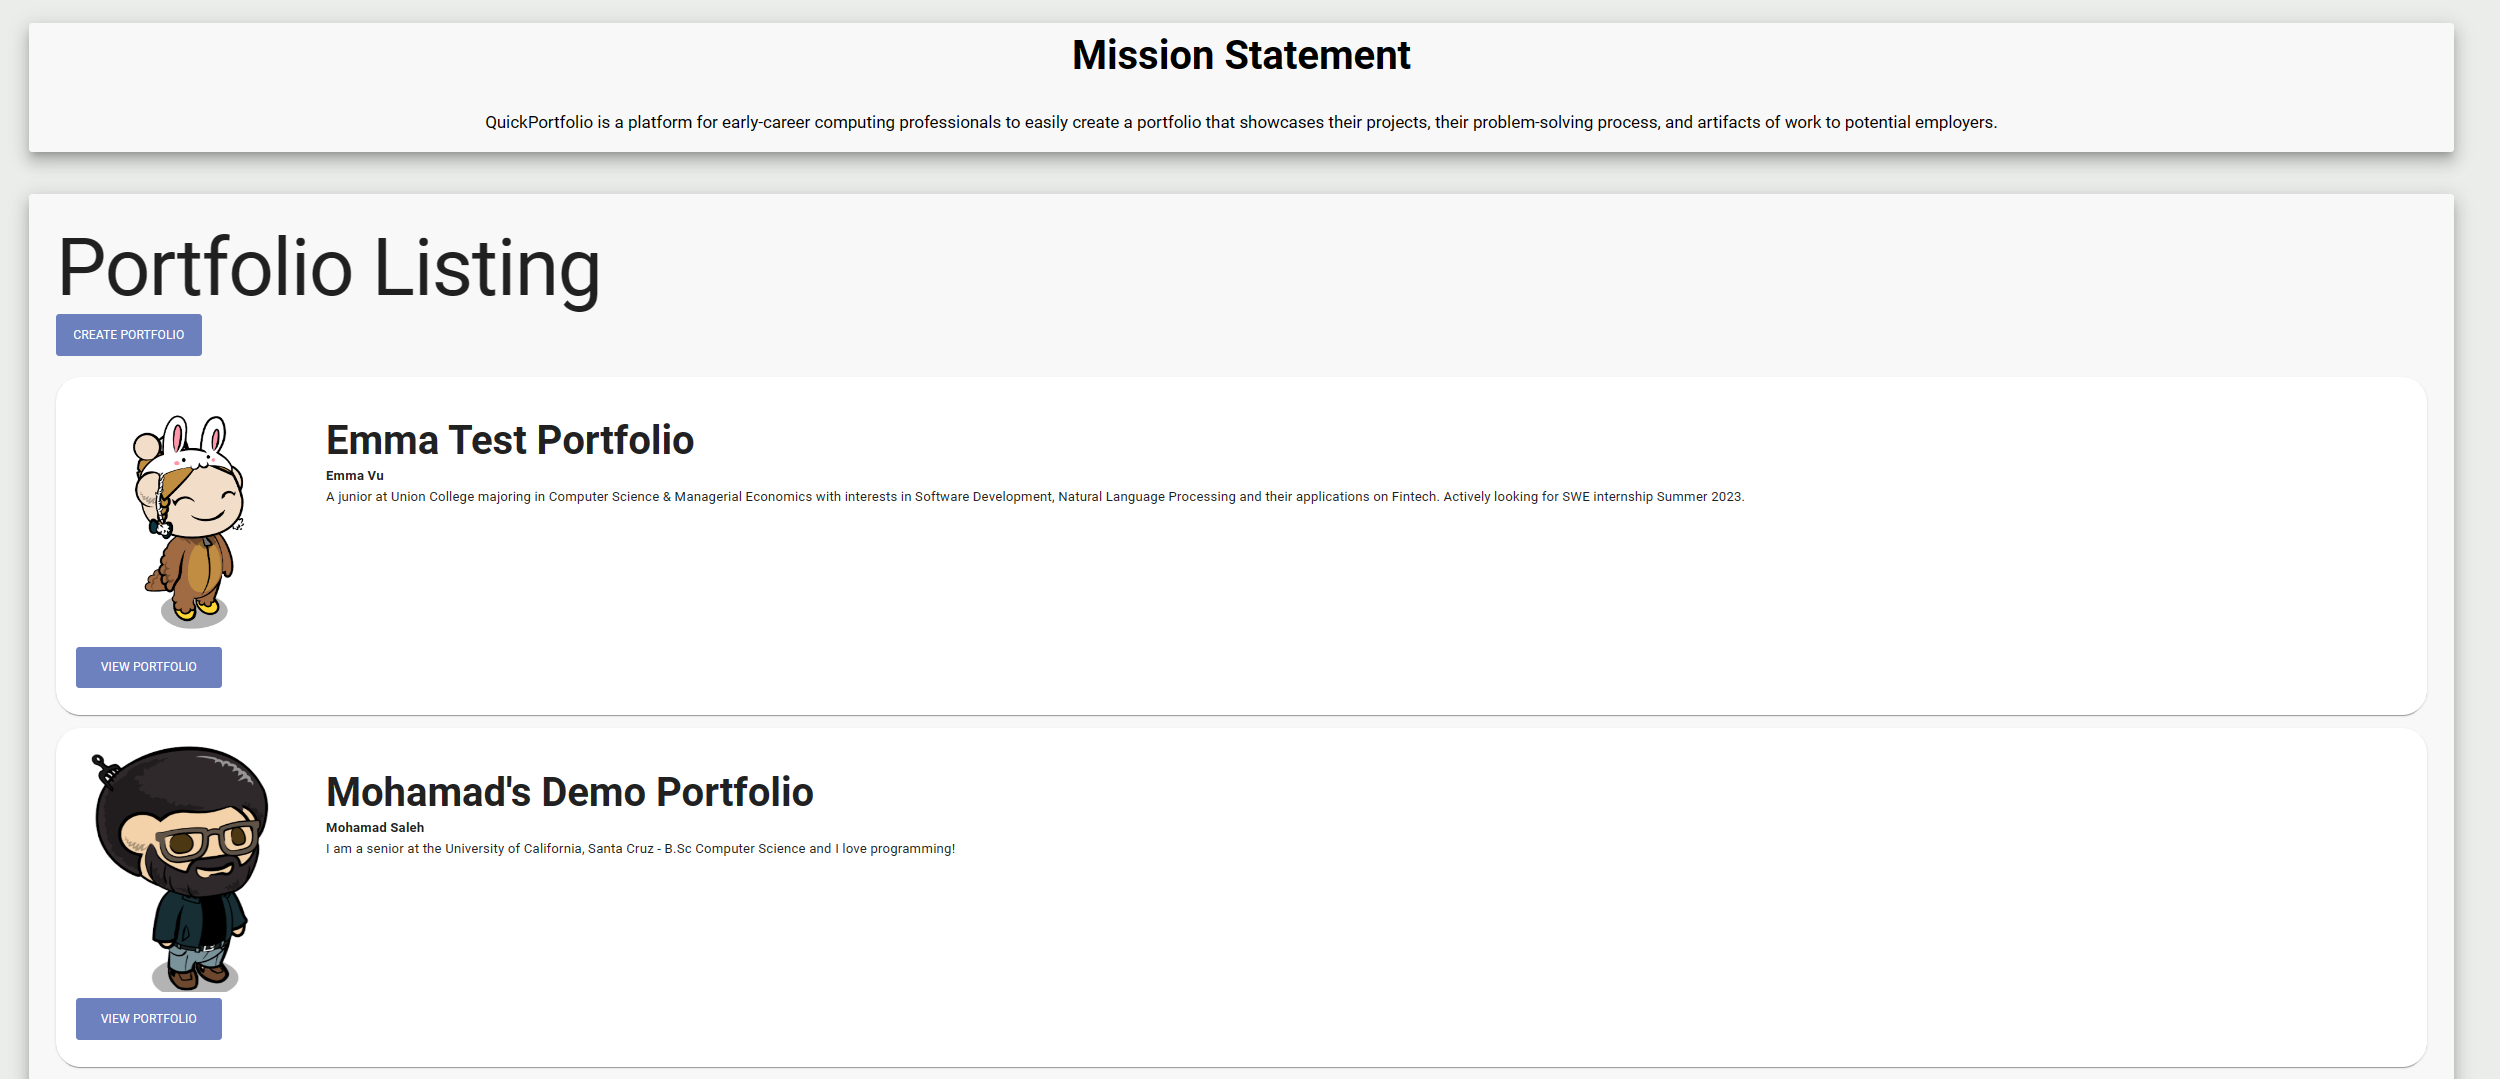 Mission Statement
QuickPortfolio is a platform for early-career computing professionals to easily create a portfolio that showcases their projects, their problem-solving process, and artifacts of work to potential employers.
Portfolio Listing
CREATE PORTFOLIO
Emma Test Portfolio
Emma Vu
A junior at Union College majoring in Computer Science & Managerial Economics with interests in Software Development, Natural Language Processing and their applications on Fintech. Actively looking for SWE internship Summer 2023.
VIEW PORTFOLIO
Mohamad's Demo Portfolio
Mohamad Saleh
I am a senior at the University of California, Santa Cruz - B.Sc Computer Science and I love programming!
VIEW PORTFOLIO